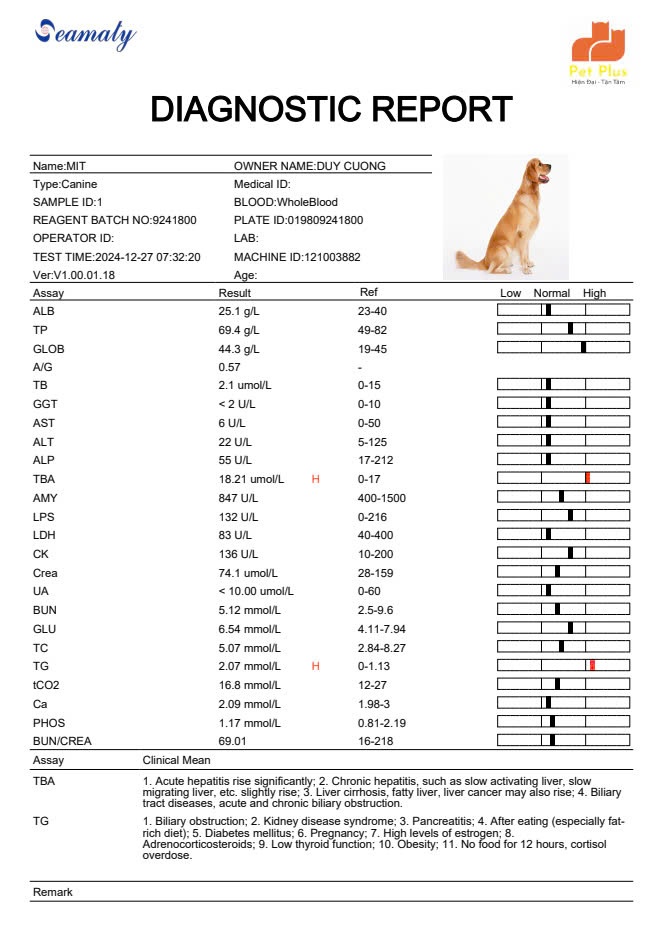 Seamaty
Pet Plus
Hiện Đại - Tận Tâm
DIAGNOSTIC REPORT
Name:MIT OWNER NAME:DUY CUONG
Type:Canine Medical ID:
SAMPLE ID:1 BLOOD:WholeBlood
REAGENT BATCH NO:9241800 PLATE ID:019809241800
OPERATOR ID: LAB:
TEST TIME:2024-12-27 07:32:20 MACHINE ID:121003882
Ver:V1.00.01.18 Age:
Assay Result Ref Low Normal High
ALB 25.1 g/L 23-40
TP 69.4 g/L 49-82
GLOB 44.3 g/L 19-45
A/G 0.57 -
TB 2.1 umol/L 0-15
GGT < 2 U/L 0-10
AST 6 U/L 0-50
ALT 22 U/L 5-125
ALP 55 U/L 17-212
TBA 18.21 umol/L H 0-17
AMY 847 U/L 400-1500
LPS 132 U/L 0-216
LDH 83 U/L 40-400
CK 136 U/L 10-200
Crea 74.1 umol/L 28-159
UA < 10.00 umol/L 0-60
BUN 5.12 mmol/L 2.5-9.6
GLU 6.54 mmol/L 4.11-7.94
TC 5.07 mmol/L 2.84-8.27
TG 2.07 mmol/L H 0-1.13
tCO2 16.8 mmol/L 12-27
Ca 2.09 mmol/L 1.98-3
PHOS 1.17 mmol/L 0.81-2.19
BUN/CREA 69.01 16-218
Assay Clinical Mean
TBA 1. Acute hepatitis rise significantly; 2. Chronic hepatitis, such as slow activating liver, slow
migrating liver, etc. slightly rise; 3. Liver cirrhosis, fatty liver, liver cancer may also rise; 4. Biliary
tract diseases, acute and chronic biliary obstruction.
TG 1. Biliary obstruction; 2. Kidney disease syndrome; 3. Pancreatitis; 4. After eating (especially fat-
rich diet); 5. Diabetes mellitus; 6. Pregnancy; 7. High levels of estrogen; 8.
Adrenocorticosteroids; 9. Low thyroid function; 10. Obesity; 11. No food for 12 hours, cortisol
overdose.
Remark